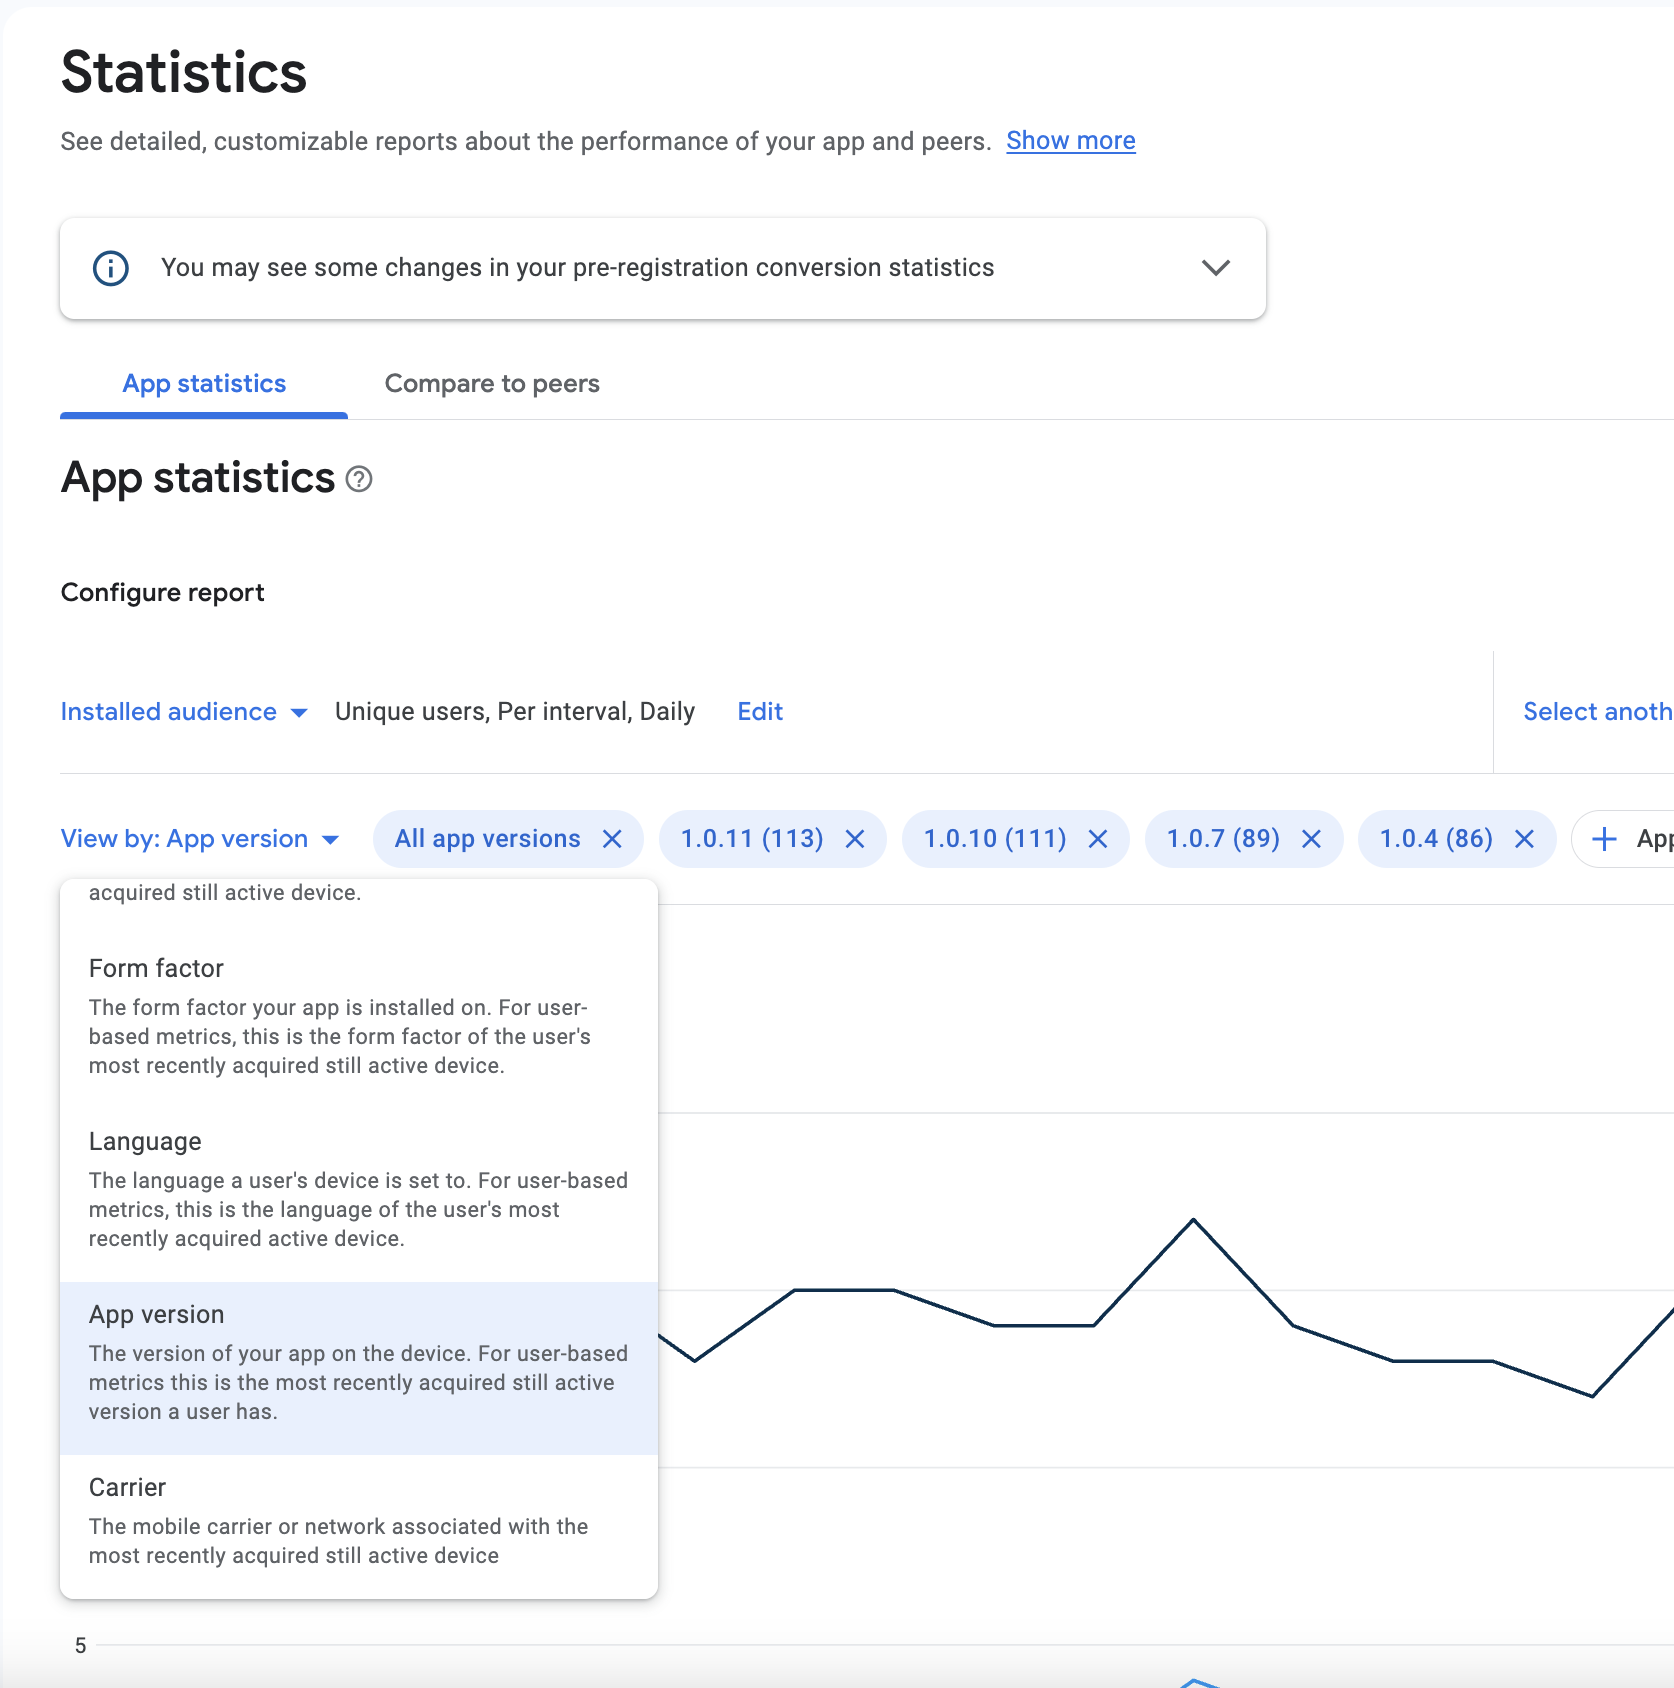 Statistics
See detailed, customizable reports about the performance of your app and peers. Show more
You may see some changes in your pre-registration conversion statistics
App statistics Compare to peers
App statistics
Configure report
Installed audience Unique users, Per interval, Daily Edit Select anoth
View by: App version All app versions 1.0.11 (113) 1.0.10 (111) 1.0.7 (89) 1.0.4 (86) App
acquired still active device.
Form factor
The form factor your app is installed on. For user-
based metrics, this is the form factor of the user's
most recently acquired still active device.
Language
The language a user's device is set to. For user-based
metrics, this is the language of the user's most
recently acquired active device.
App version
The version of your app on the device. For user-based
metrics this is the most recently acquired still active
version a user has.
Carrier
The mobile carrier or network associated with the
most recently acquired still active device
5